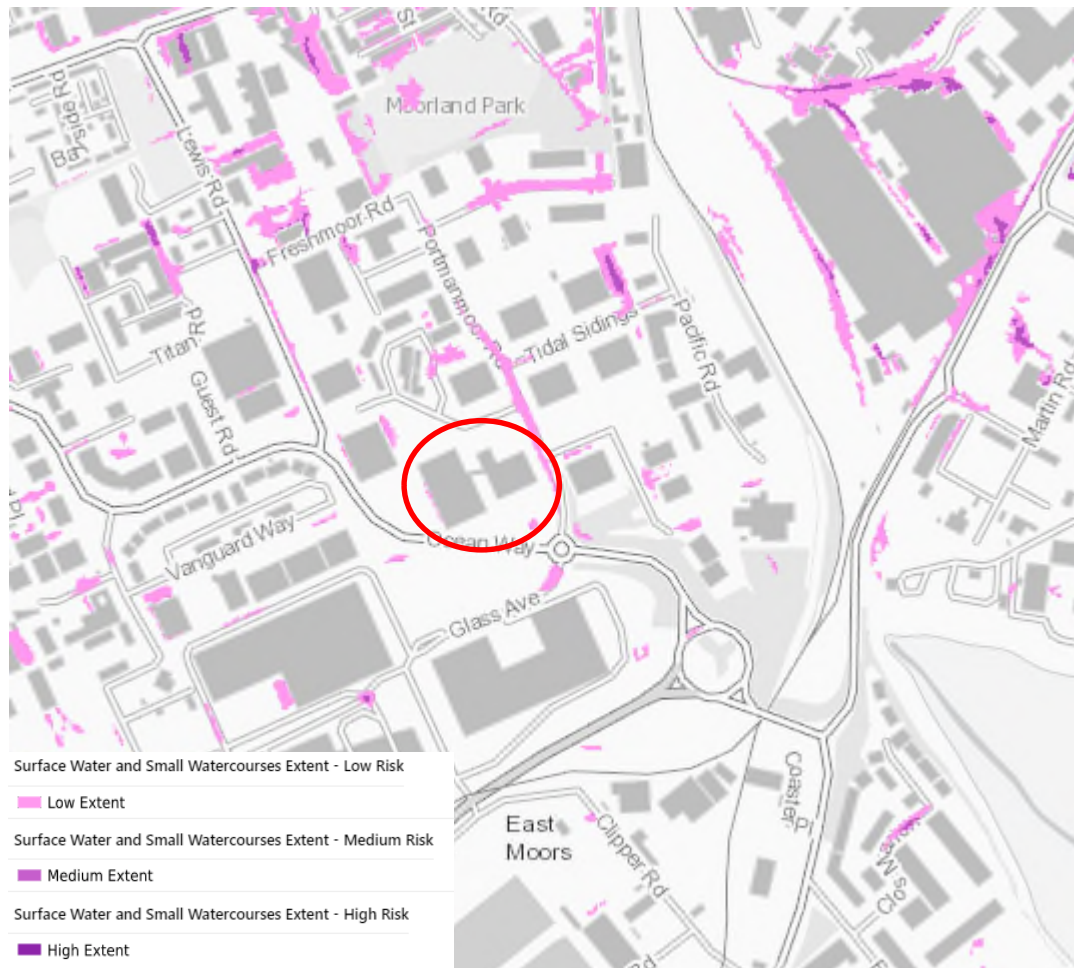 St
Rd
Moorland Park
Lewis Rd
Freshmoor Rd
Portmanmoor Rd
Tidal Sidings
Pacific Rd
Titan Rd
Guest Rd
Martin Rd
Vanguard Way
Ocean Way
Glass Ave
Pl
East
Moors
Clipper Rd
Coaster Pl
Surface Water and Small Watercourses Extent - Low Risk
Low Extent
Surface Water and Small Watercourses Extent - Medium Risk
Medium Extent
Surface Water and Small Watercourses Extent - High Risk
High Extent